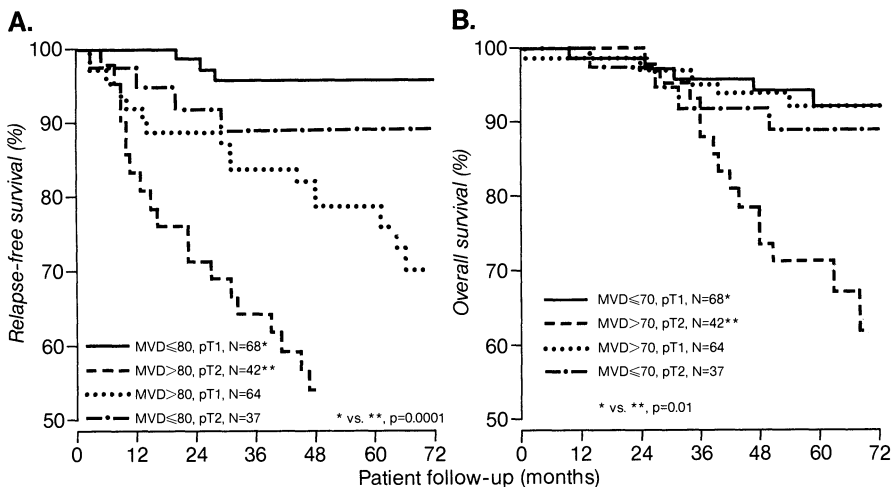 A.
Relapse-free survival (%)
100
90
80
70
60
50
MVD≤80, pT1, N=68*
MVD>80, pT2, N=42**
MVD>80, pT1, N=64
MVD≤80, pT2, N=37
* vs. **, p=0.0001
0 12 24 36 48 60 72
B.
Overall survival (%)
100
90
80
70
60
50
MVD≤70, pT1, N=68*
MVD>70, pT2, N=42**
MVD>70, pT1, N=64
MVD≤70, pT2, N=37
* vs. **, p=0.01
0 12 24 36 48 60 72
Patient follow-up (months)